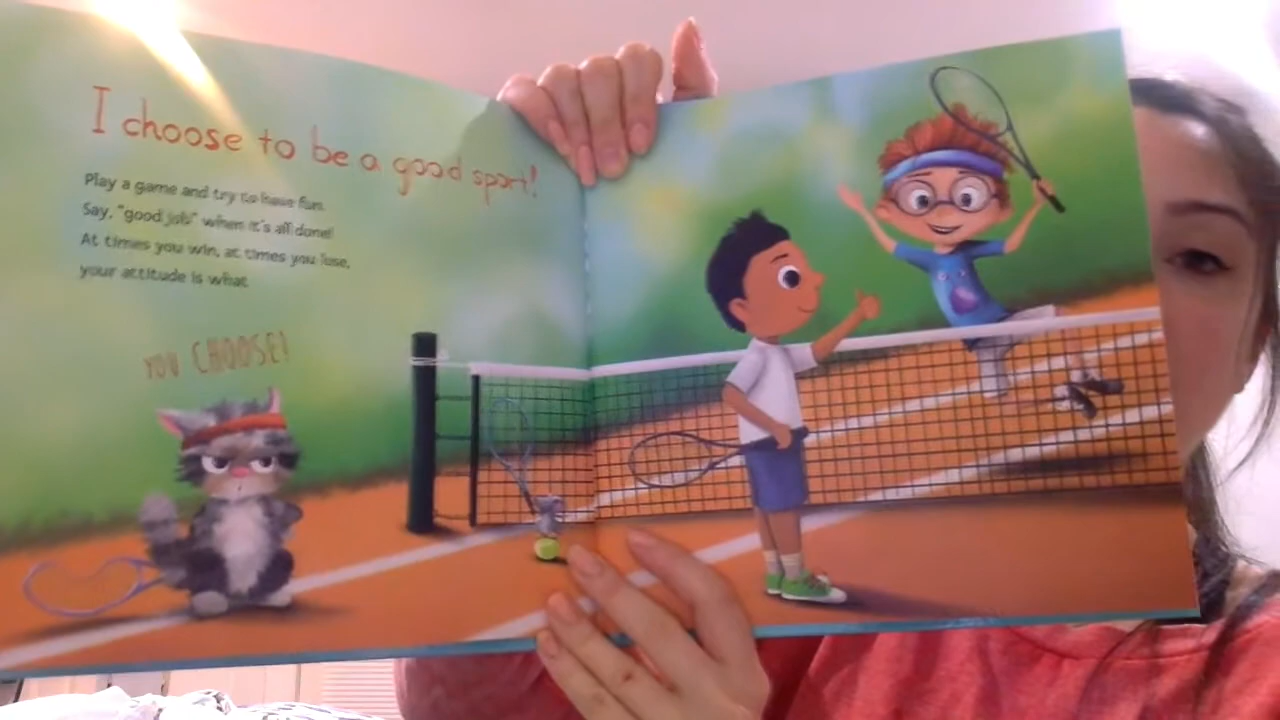 I choose to be a good sport!
Play a game and try to have fun.
Say, "good job" when it's all done!
At times you win, at times you lose,
your attitude is what
YOU CHOOSE!